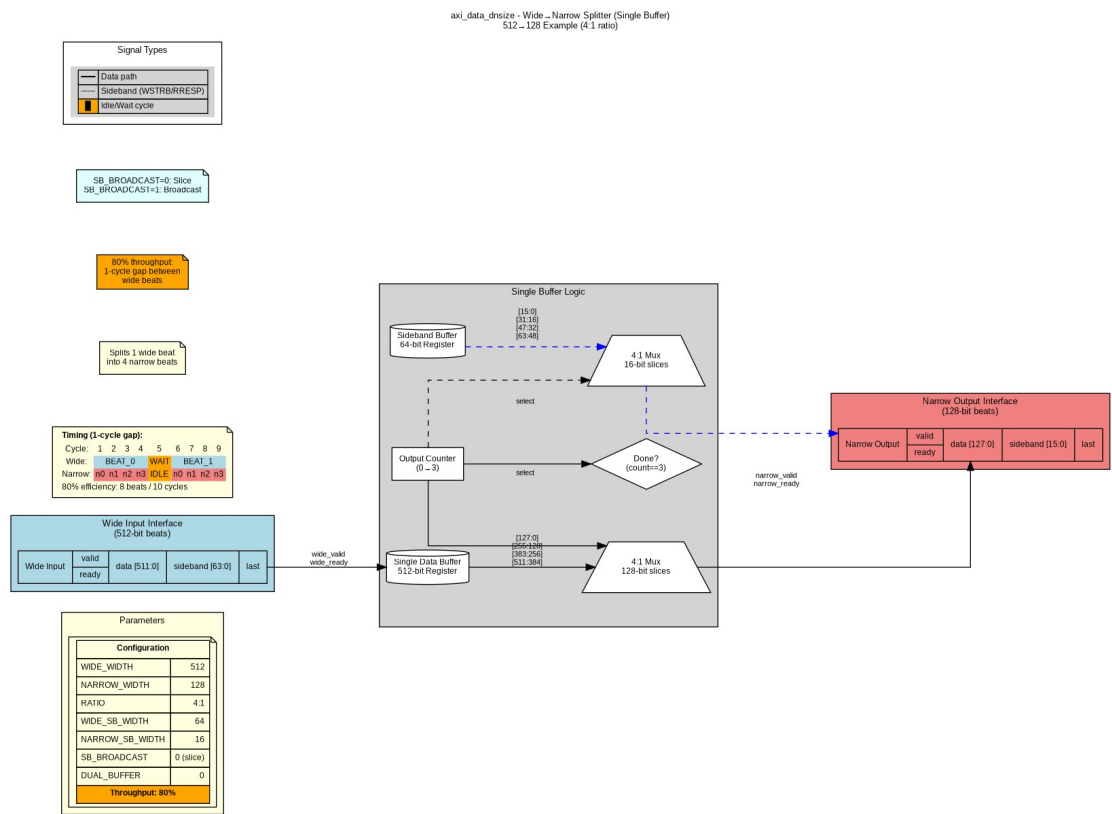 axi_data_dnsize - Wide→Narrow Splitter (Single Buffer)
512→128 Example (4:1 ratio)
Signal Types
Data path
Sideband (WSTRB/RRESP)
Idle/Wait cycle
SB_BROADCAST=0: Slice
SB_BROADCAST=1: Broadcast
80% throughput:
1-cycle gap between
wide beats
Splits 1 wide beat
into 4 narrow beats
Timing (1-cycle gap):
Cycle: 1 2 3 4 5 6 7 8 9
Wide: BEAT_0 WAIT BEAT_1
Narrow: n0 n1 n2 n3 IDLE n0 n1 n2 n3
80% efficiency: 8 beats / 10 cycles
Wide Input Interface
(512-bit beats)
Wide Input
valid
ready
data [511:0]
sideband [63:0]
last
wide_valid
wide_ready
Parameters
Configuration
WIDE_WIDTH 512
NARROW_WIDTH 128
RATIO 4:1
WIDE_SB_WIDTH 64
NARROW_SB_WIDTH 16
SB_BROADCAST 0 (slice)
DUAL_BUFFER 0
Throughput: 80%
Single Buffer Logic
Sideband Buffer
64-bit Register
[15:0]
[31:16]
[47:32]
[63:48]
4:1 Mux
16-bit slices
select
Output Counter
(0→3)
select
Done?
(count==3)
Single Data Buffer
512-bit Register
[127:0]
[255:128]
[383:256]
[511:384]
4:1 Mux
128-bit slices
narrow_valid
narrow_ready
Narrow Output Interface
(128-bit beats)
Narrow Output
valid
ready
data [127:0]
sideband [15:0]
last